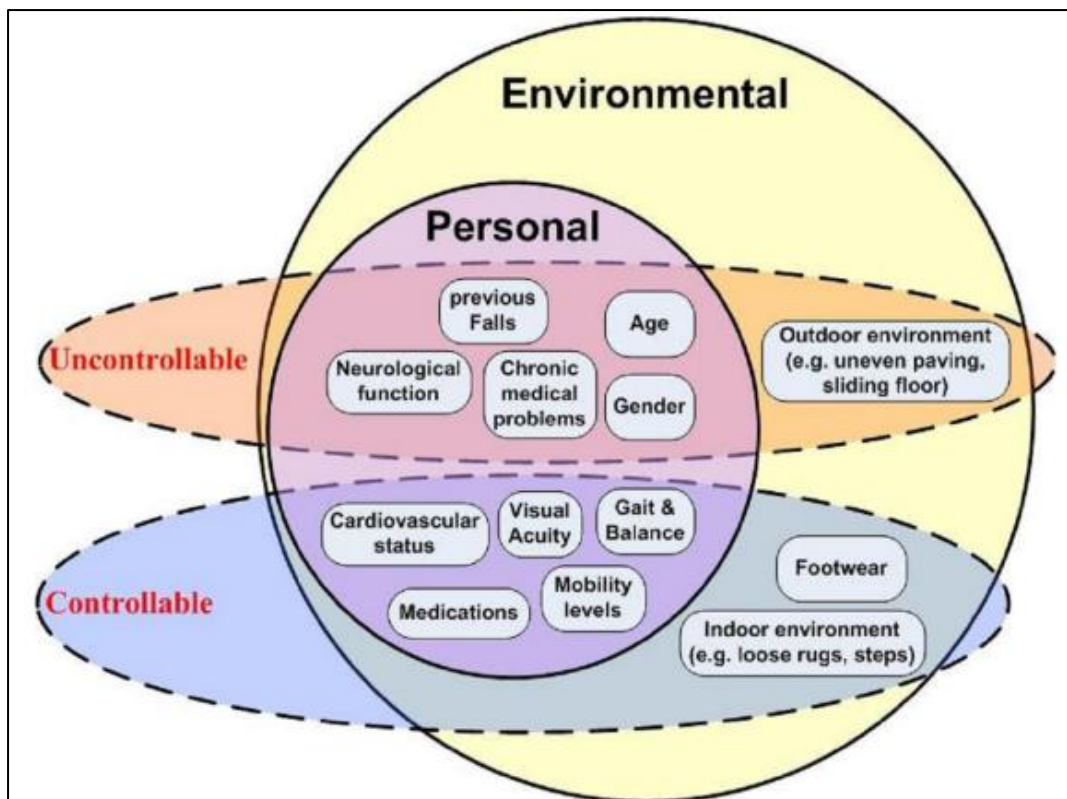 Environmental
Personal
previous
Falls
Age
Outdoor environment
(e.g. uneven paving,
sliding floor)
Uncontrollable
Neurological
function
Chronic
medical
problems
Gender
Cardiovascular
status
Visual
Acuity
Gait &
Balance
Footwear
Controllable
Medications
Mobility
levels
Indoor environment
(e.g. loose rugs, steps)